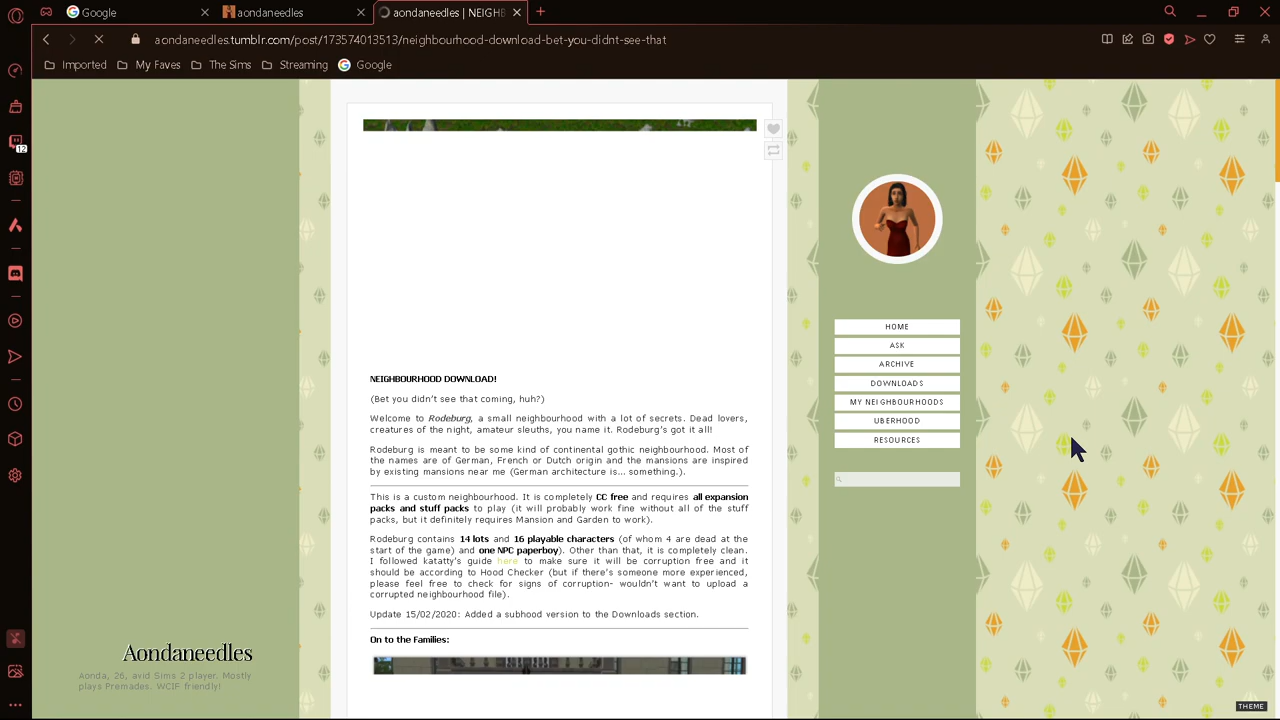 Google
aondaneedles
aondaneedles | NEIGHB
aondaneedles.tumblr.com/post/173574013513/neighbourhood-download-bet-you-didnt-see-that
Imported
My Faves
The Sims
Streaming
Google
12
NEIGHBOURHOOD DOWNLOAD!
(Bet you didn't see that coming, huh?)
Welcome to Rodeburg, a small neighbourhood with a lot of secrets. Dead lovers,
creatures of the night, amateur sleuths, you name it. Rodeburg's got it all!
Rodeburg is meant to be some kind of continental gothic neighbourhood. Most of
the names are of German, French or Dutch origin and the mansions are inspired
by existing mansions near me (German architecture is... something.).
This is a custom neighbourhood. It is completely CC free and requires all expansion
packs and stuff packs to play (it will probably work fine without all of the stuff
packs, but it definitely requires Mansion and Garden to work).
Rodeburg contains 14 lots and 16 playable characters (of whom 4 are dead at the
start of the game) and one NPC paperboy). Other than that, it is completely clean.
I followed katatty's guide here to make sure it will be corruption free and it
should be according to Hood Checker (but if there's someone more experienced,
please feel free to check for signs of corruption- wouldn't want to upload a
corrupted neighbourhood file).
Update 15/02/2020: Added a subhood version to the Downloads section.
On to the Families:
HOME
ASK
ARCHIVE
DOWNLOADS
MY NEIGHBOURHOODS
UBERHOOD
RESOURCES
Aondaneedles
Aonda, 26, avid Sims 2 player. Mostly
plays Premades. WCIF friendly!
THEME